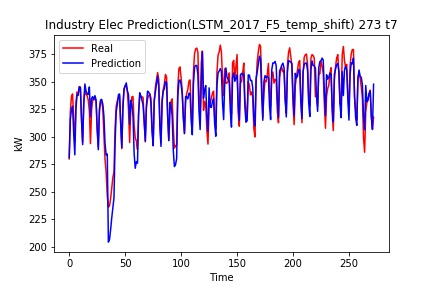 Industry Elec Prediction(LSTM_2017_F5_temp_shift) 273 t7
Real
Prediction
kW
375
350
325
300
275
250
225
200
0 50 100 150 200 250
Time